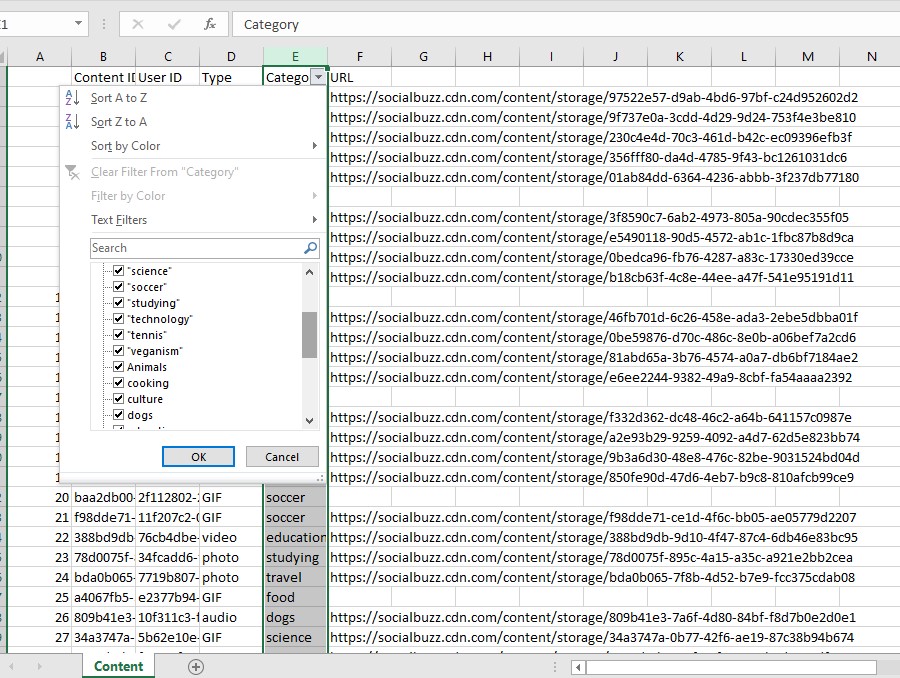 E1 fx Category
A B C D E F G H I J K L M N
Content ID User ID Type Catego URL
Sort A to Z
Sort Z to A
Sort by Color
Clear Filter From "Category"
Filter by Color
Text Filters
Search
"science"
"soccer"
"studying"
"technology"
"tennis"
"veganism"
Animals
cooking
culture
dogs
OK Cancel
https://socialbuzz.cdn.com/content/storage/97522e57-d9ab-4bd6-97bf-c24d952602d2
https://socialbuzz.cdn.com/content/storage/9f737e0a-3cdd-4d29-9d24-753f4e3be810
https://socialbuzz.cdn.com/content/storage/230c4e4d-70c3-461d-b42c-ec09396efb3f
https://socialbuzz.cdn.com/content/storage/356fff80-da4d-4785-9f43-bc1261031dc6
https://socialbuzz.cdn.com/content/storage/01ab84dd-6364-4236-abbb-3f237db77180
https://socialbuzz.cdn.com/content/storage/3f8590c7-6ab2-4973-805a-90cdec355f05
https://socialbuzz.cdn.com/content/storage/e5490118-90d5-4572-ab1c-1fbc87b8d9ca
https://socialbuzz.cdn.com/content/storage/0bedca96-fb76-4287-a83c-17330ed39cce
https://socialbuzz.cdn.com/content/storage/b18cb63f-4c8e-44ee-a47f-541e95191d11
https://socialbuzz.cdn.com/content/storage/46fb701d-6c26-458e-ada3-2ebe5dbba01f
https://socialbuzz.cdn.com/content/storage/0be59876-d70c-486c-8e0b-a06bef7a2cd6
https://socialbuzz.cdn.com/content/storage/81abd65a-3b76-4574-a0a7-db6bf7184ae2
https://socialbuzz.cdn.com/content/storage/e6ee2244-9382-49a9-8cbf-fa54aaaa2392
https://socialbuzz.cdn.com/content/storage/f332d362-dc48-46c2-a64b-641157c0987e
https://socialbuzz.cdn.com/content/storage/a2e93b29-9259-4092-a4d7-62d5e823bb74
https://socialbuzz.cdn.com/content/storage/9b3a6d30-48e8-476c-82be-9031524bd04d
https://socialbuzz.cdn.com/content/storage/850fe90d-47d6-4eb7-b9c8-810afcb99ce9
20 baa2db00- 2f112802-2 GIF soccer
21 f98dde71- 11f207c2-0 GIF soccer https://socialbuzz.cdn.com/content/storage/f98dde71-ce1d-4f6c-bb05-ae05779d2207
22 388bd9db- 76cb4dbe- video education https://socialbuzz.cdn.com/content/storage/388bd9db-9d10-4f47-87c4-6db46e83bc95
23 78d0075f- 34fcadd6- photo studying https://socialbuzz.cdn.com/content/storage/78d0075f-895c-4a15-a35c-a921e2bb2cea
24 bda0b065- 7719b807- photo travel https://socialbuzz.cdn.com/content/storage/bda0b065-7f8b-4d52-b7e9-fcc375cdab08
25 a4067fb5- e2377b94- GIF food
26 809b41e3- 10f311c3-f audio dogs https://socialbuzz.cdn.com/content/storage/809b41e3-7a6f-4d80-84bf-f8d7b0e2d0e1
27 34a3747a- 5b62e10e- GIF science https://socialbuzz.cdn.com/content/storage/34a3747a-0b77-42f6-ae19-87c38b94b674
Content